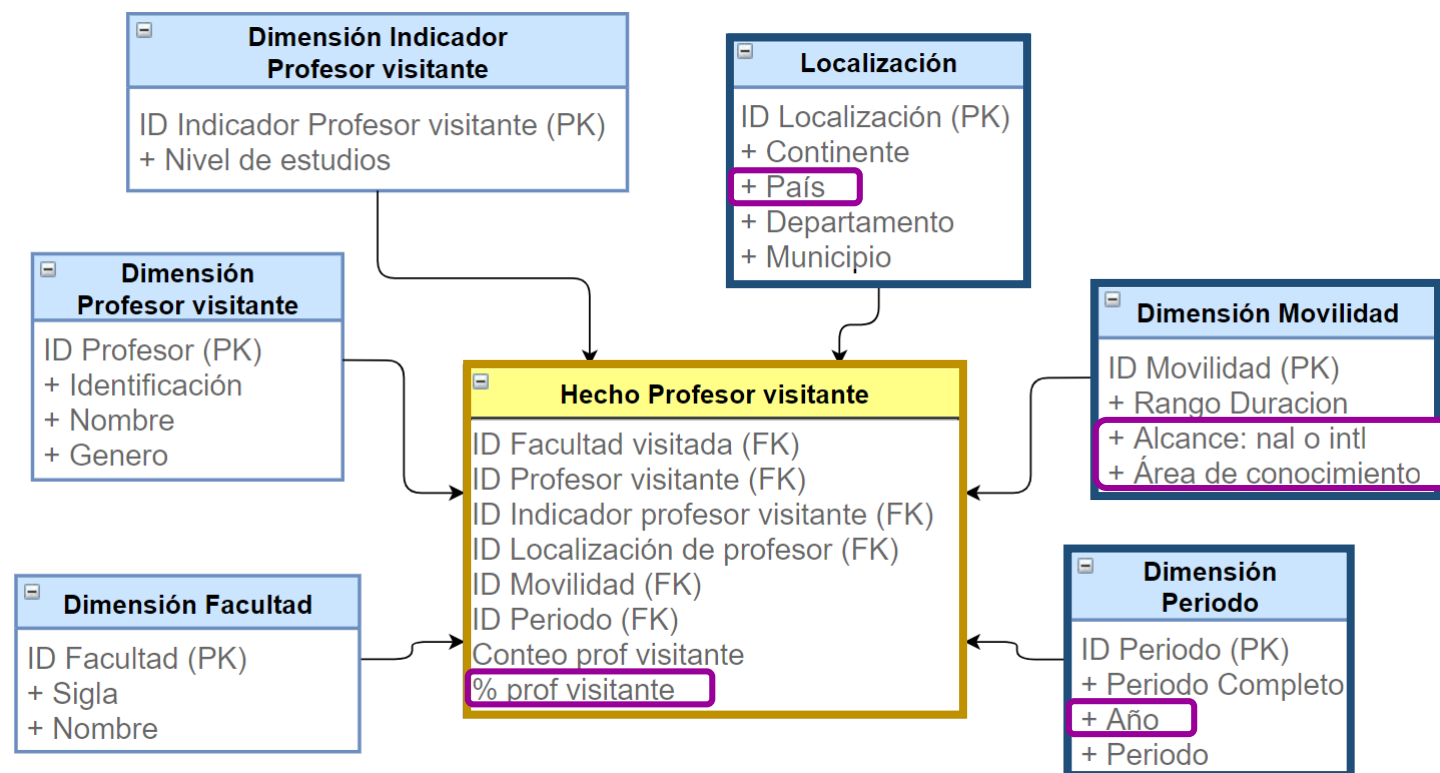 Dimensión Indicador
Profesor visitante
ID Indicador Profesor visitante (PK)
+ Nivel de estudios
Localización
ID Localización (PK)
+ Continente
+ País
+ Departamento
+ Municipio
Dimensión
Profesor visitante
ID Profesor (PK)
+ Identificación
+ Nombre
+ Genero
Dimensión Movilidad
ID Movilidad (PK)
+ Rango Duracion
+ Alcance: nal o intl
+ Área de conocimiento
Hecho Profesor visitante
ID Facultad visitada (FK)
ID Profesor visitante (FK)
ID Indicador profesor visitante (FK)
ID Localización de profesor (FK)
ID Movilidad (FK)
ID Periodo (FK)
Conteo prof visitante
% prof visitante
Dimensión Facultad
ID Facultad (PK)
+ Sigla
+ Nombre
Dimensión
Periodo
ID Periodo (PK)
+ Periodo Completo
+ Año
+ Periodo